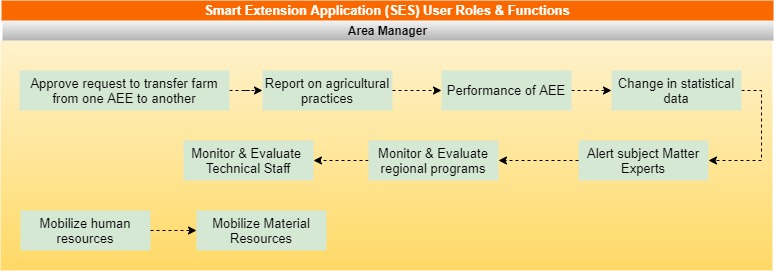 Smart Extension Application (SES) User Roles & Functions
Area Manager
Approve request to transfer farm
from one AEE to another
Report on agricultural
practices
Performance of AEE
Change in statistical
data
Alert subject Matter
Experts
Monitor & Evaluate
regional programs
Monitor & Evaluate
Technical Staff
Mobilize human
resources
Mobilize Material
Resources